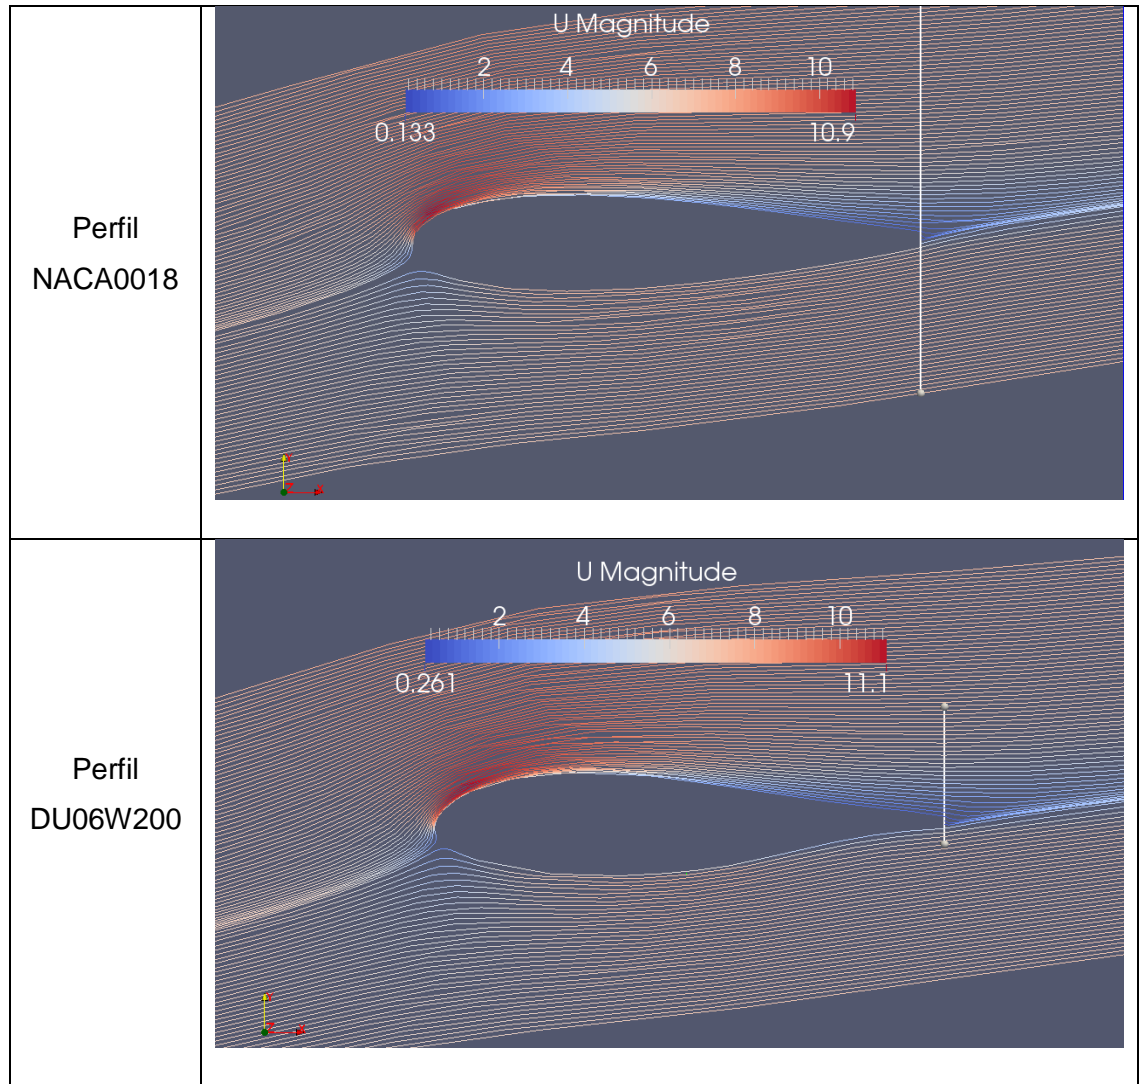 Perfil
NACA0018
U Magnitude
2 4 6 8 10
0.133 10.9
Y
Z X
Perfil
DU06W200
U Magnitude
2 4 6 8 10
0.261 11.1
Y
Z X